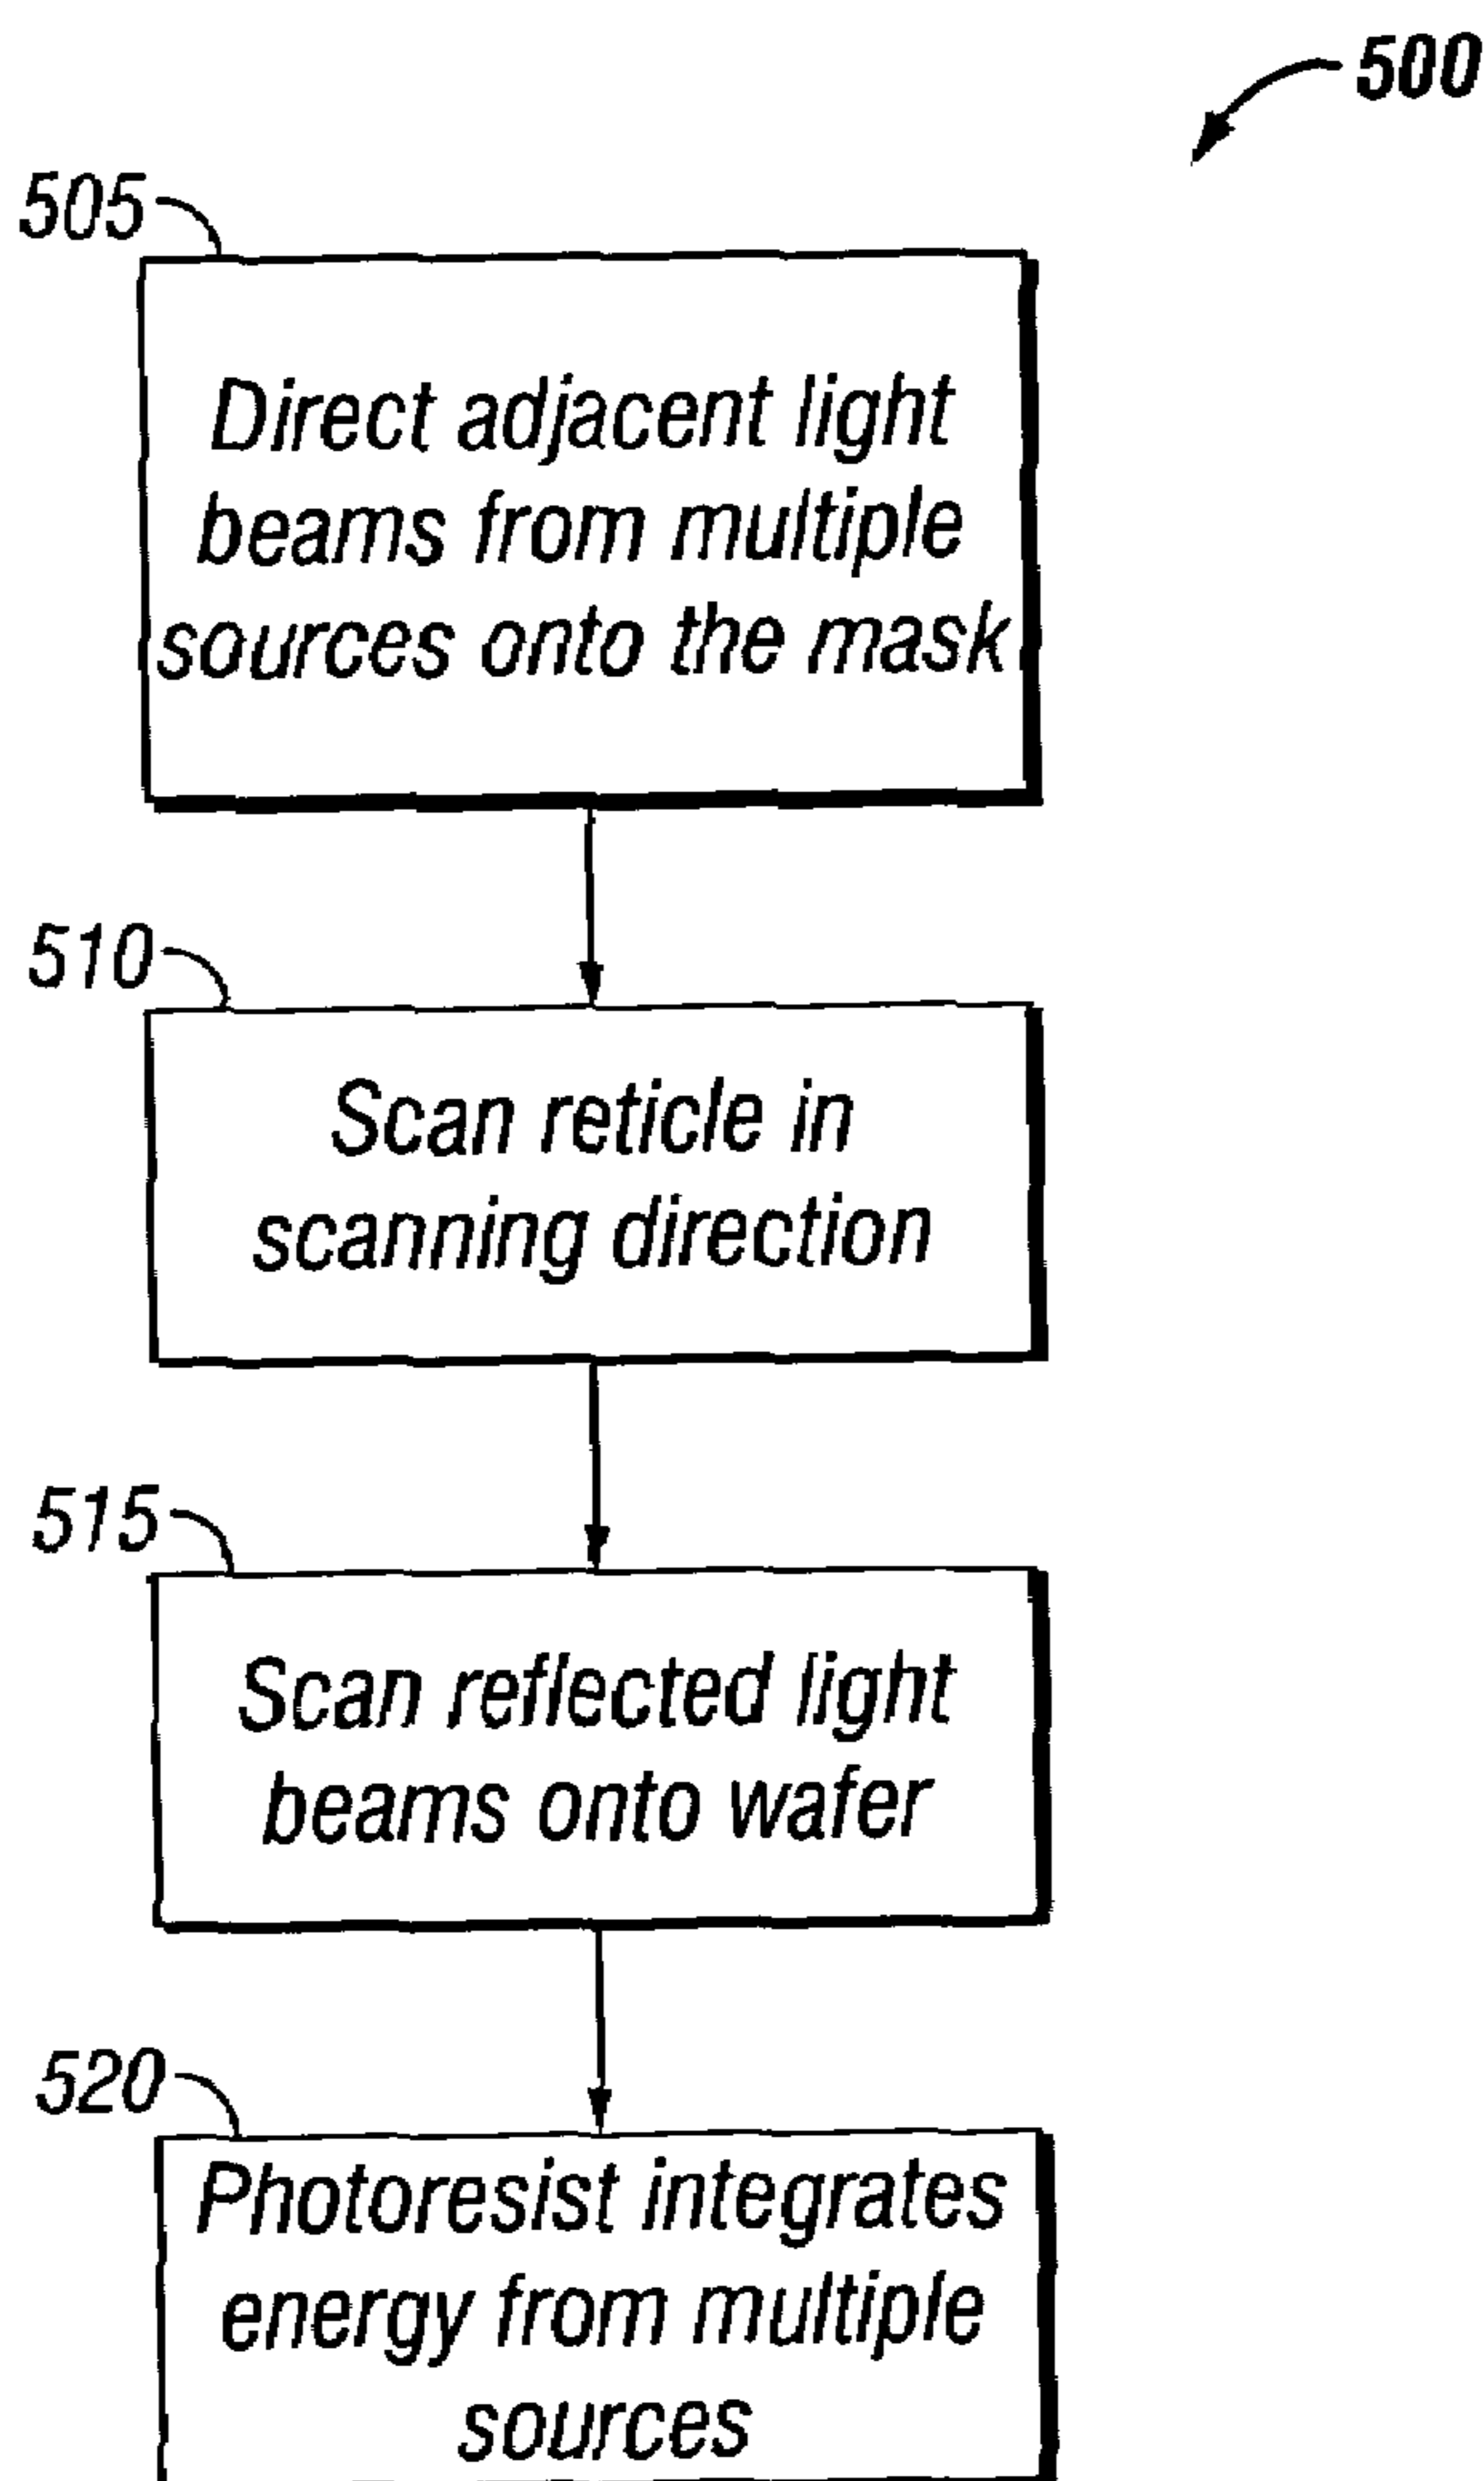 500
505
Direct adjacent light
beams from multiple
sources onto the mask
510
Scan reticle in
scanning direction
515
Scan reflected light
beams onto wafer
520
Photoresist integrates
energy from multiple
sources